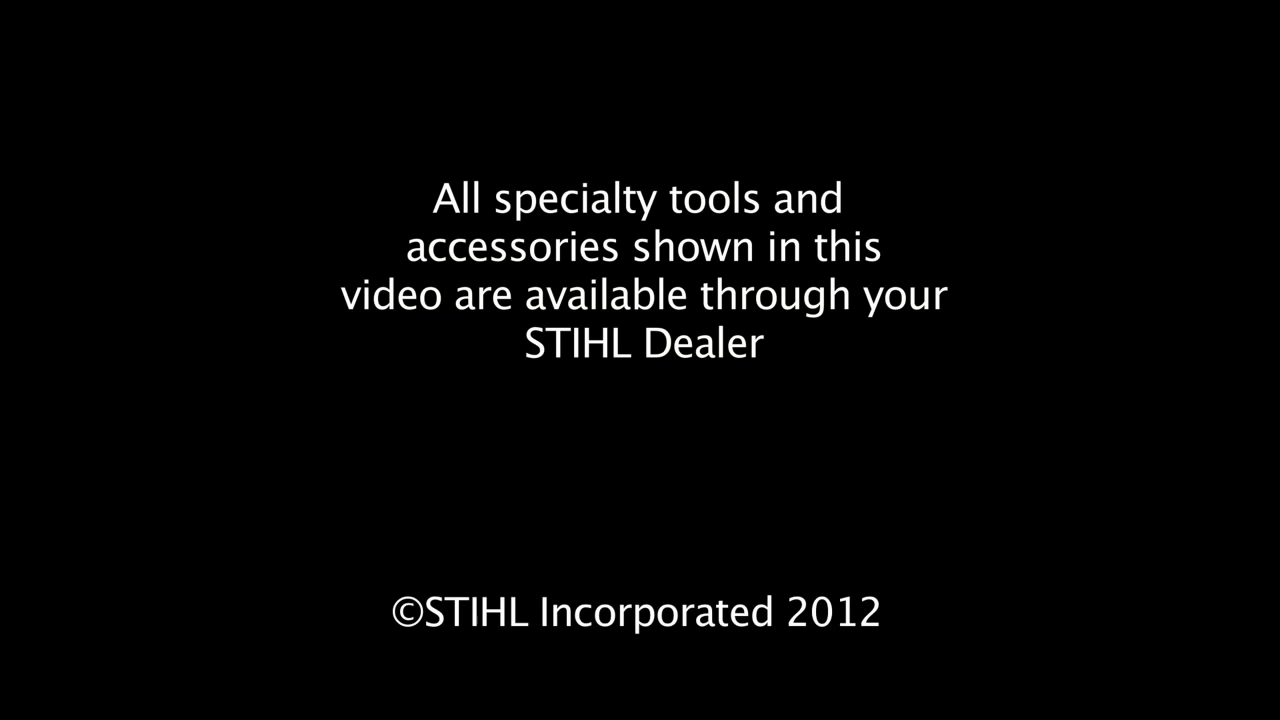 All specialty tools and
accessories shown in this
video are available through your
STIHL Dealer
©STIHL Incorporated 2012